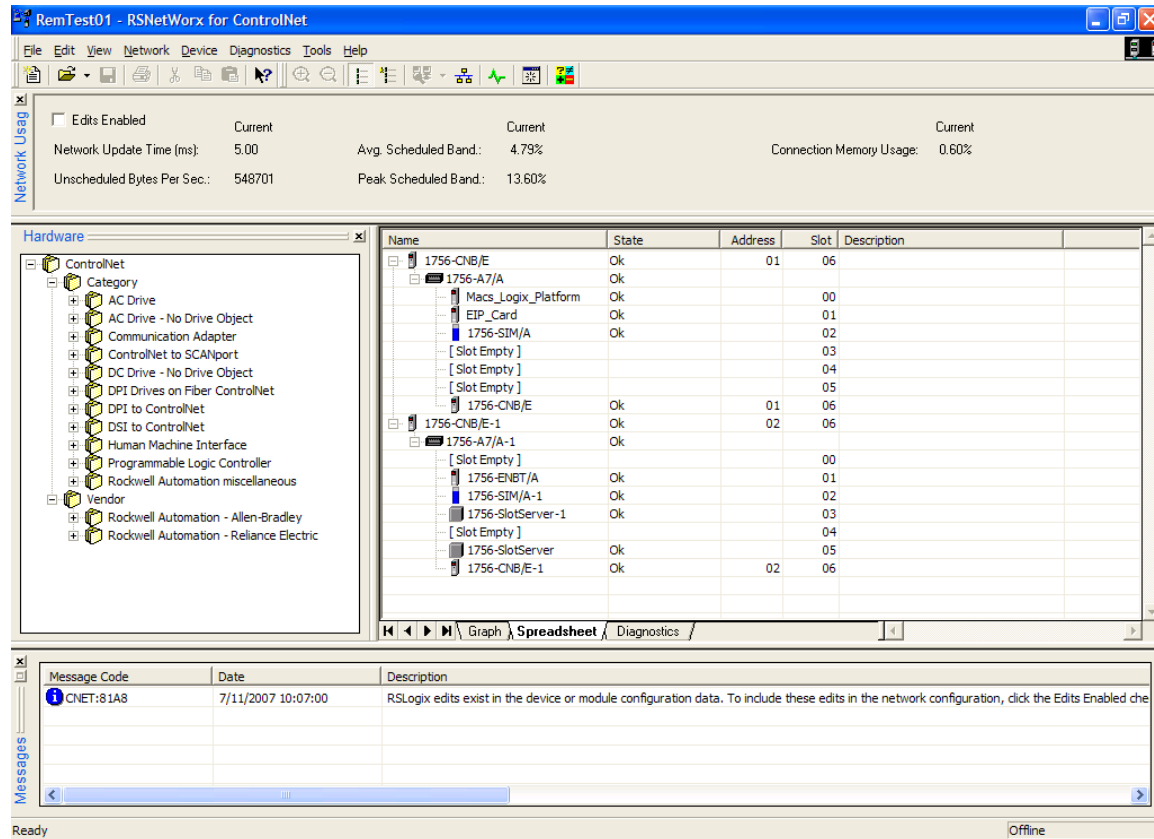 RemTest01 - RSNetWorx for ControlNet
File Edit View Network Device Diagnostics Tools Help
Network Usag
Edits Enabled Current Current Current
Network Update Time (ms): 5.00 Avg. Scheduled Band.: 4.79% Connection Memory Usage: 0.60%
Unscheduled Bytes Per Sec.: 548701 Peak Scheduled Band.: 13.60%
Hardware
ControlNet
Category
AC Drive
AC Drive - No Drive Object
Communication Adapter
ControlNet to SCANport
DC Drive - No Drive Object
DPI Drives on Fiber ControlNet
DPI to ControlNet
DSI to ControlNet
Human Machine Interface
Programmable Logic Controller
Rockwell Automation miscellaneous
Vendor
Rockwell Automation - Allen-Bradley
Rockwell Automation - Reliance Electric
Name State Address Slot Description
1756-CNB/E Ok 01 06
1756-A7/A Ok
Macs_Logix_Platform Ok 00
EIP_Card Ok 01
1756-SIM/A Ok 02
[ Slot Empty ] 03
[ Slot Empty ] 04
[ Slot Empty ] 05
1756-CNB/E Ok 01 06
1756-CNB/E-1 Ok 02 06
1756-A7/A-1 Ok
[ Slot Empty ] 00
1756-ENBT/A Ok 01
1756-SIM/A-1 Ok 02
1756-SlotServer-1 Ok 03
[ Slot Empty ] 04
1756-SlotServer Ok 05
1756-CNB/E-1 Ok 02 06
Graph Spreadsheet Diagnostics
Messages
Message Code Date Description
CNET:81A8 7/11/2007 10:07:00 RSLogix edits exist in the device or module configuration data. To include these edits in the network configuration, click the Edits Enabled che
Ready Offline